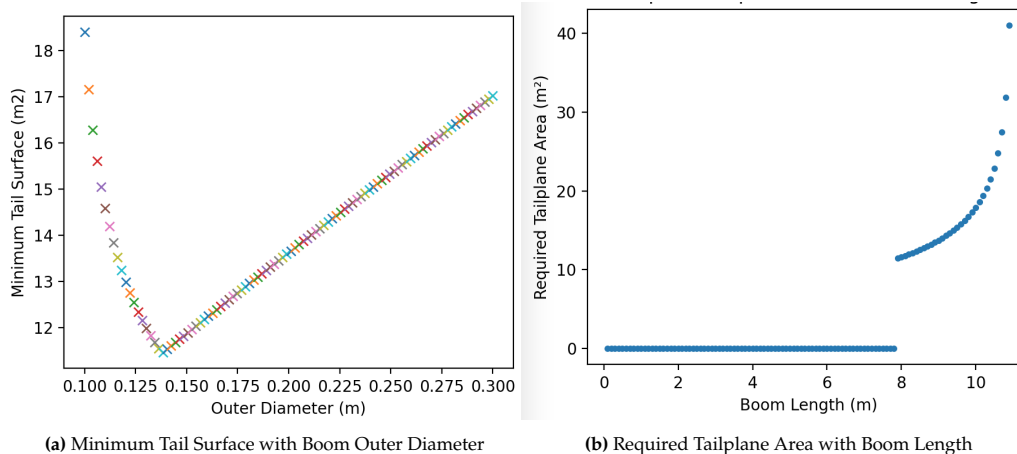 Minimum Tail Surface (m2)
18
17
16
15
14
13
12
0.100 0.125 0.150 0.175 0.200 0.225 0.250 0.275 0.300
Outer Diameter (m)
(a) Minimum Tail Surface with Boom Outer Diameter
Required Tailplane Area (m²)
40
30
20
10
0
0 2 4 6 8 10
Boom Length (m)
(b) Required Tailplane Area with Boom Length